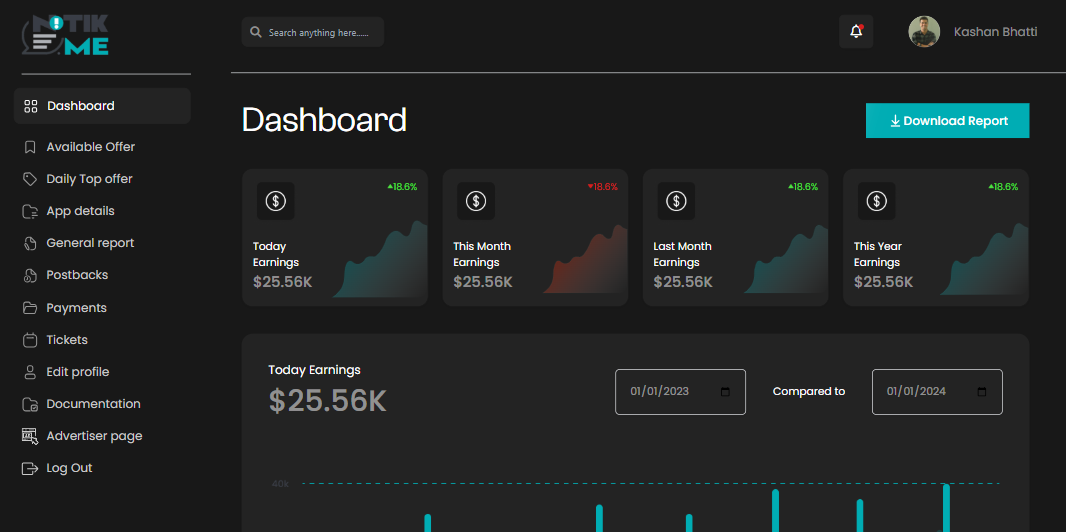 NOTIK
ME
Search anything here......
Kashan Bhatti
Dashboard
Available Offer
Daily Top offer
App details
General report
Postbacks
Payments
Tickets
Edit profile
Documentation
Advertiser page
Log Out
Dashboard
Download Report
18.6%
Today
Earnings
$25.56K
18.6%
This Month
Earnings
$25.56K
18.6%
Last Month
Earnings
$25.56K
18.6%
This Year
Earnings
$25.56K
Today Earnings
$25.56K
01/01/2023
Compared to
01/01/2024
40k